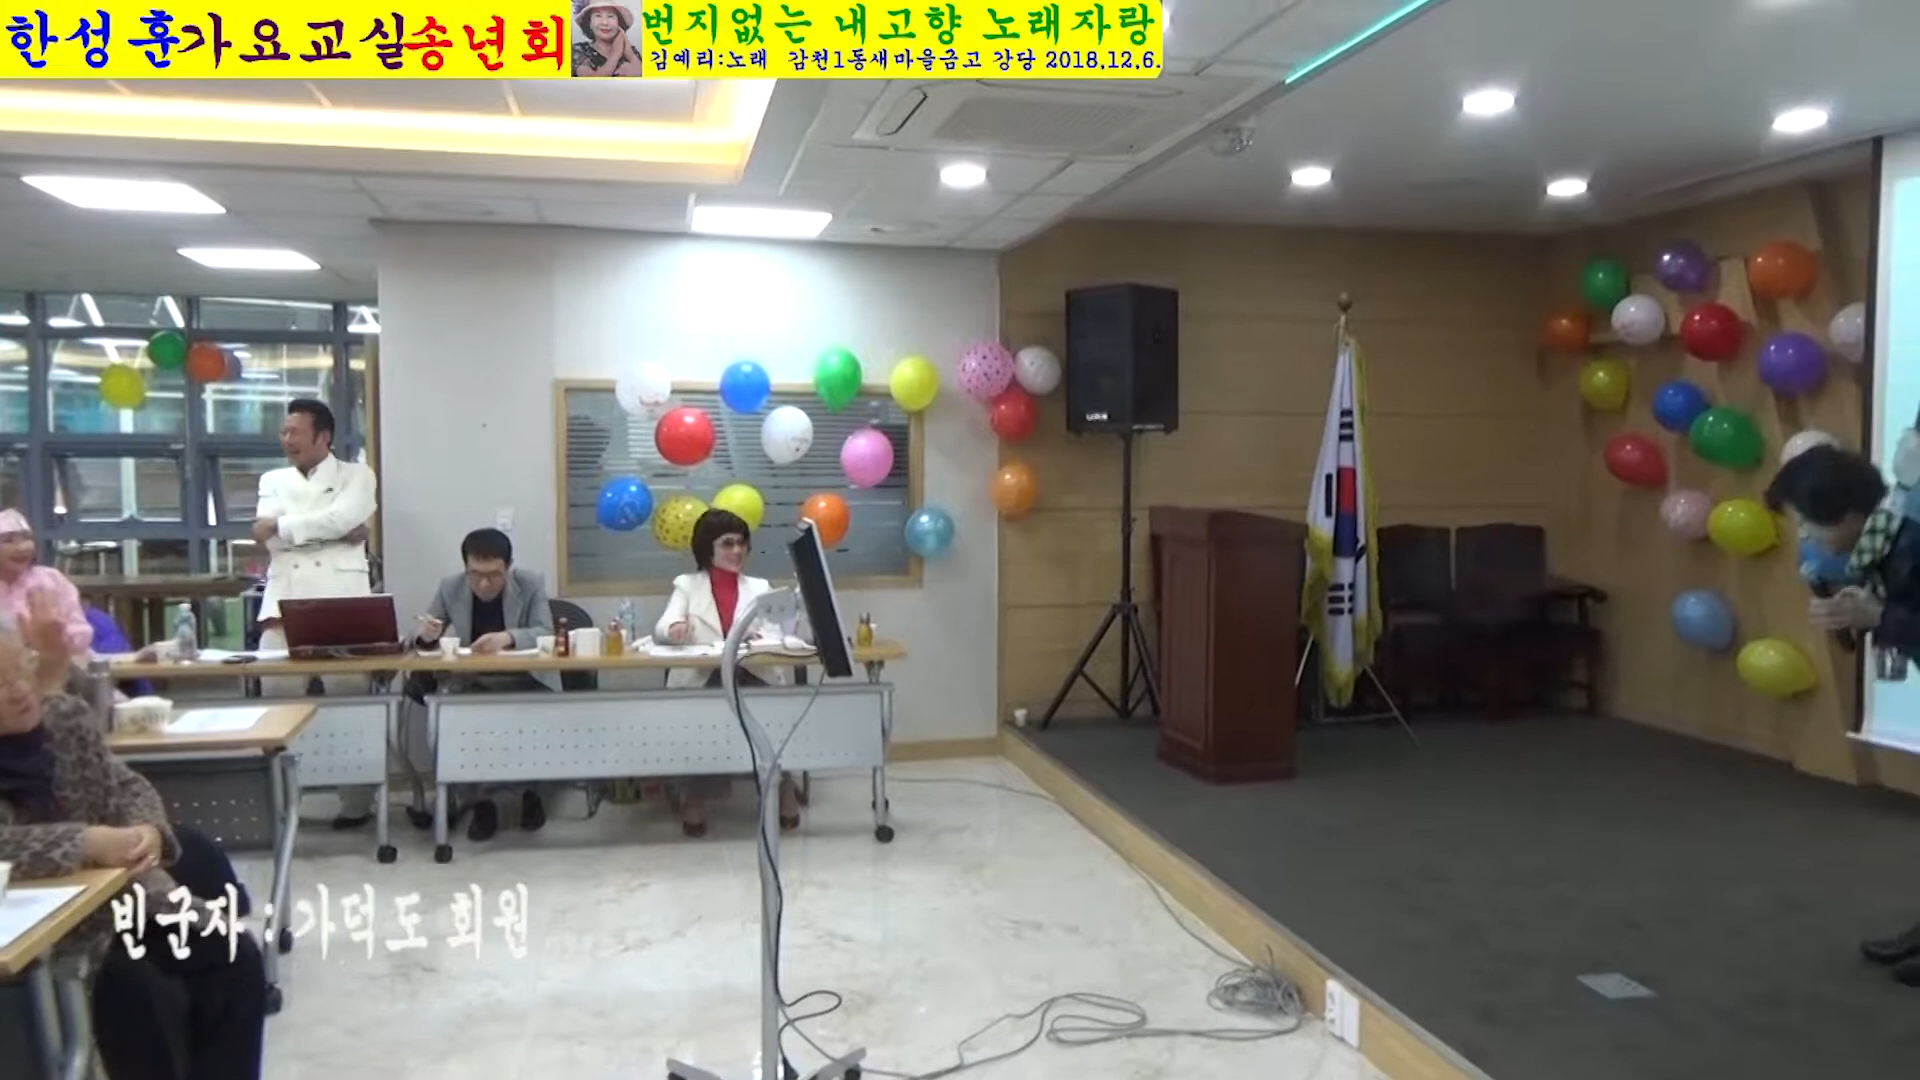 한성훈가요교실송년회
번지없는 내고향 노래자랑
김예리:노래 감천1동새마을금고 강당 2018.12.6.
빈군자 : 가덕도 회원